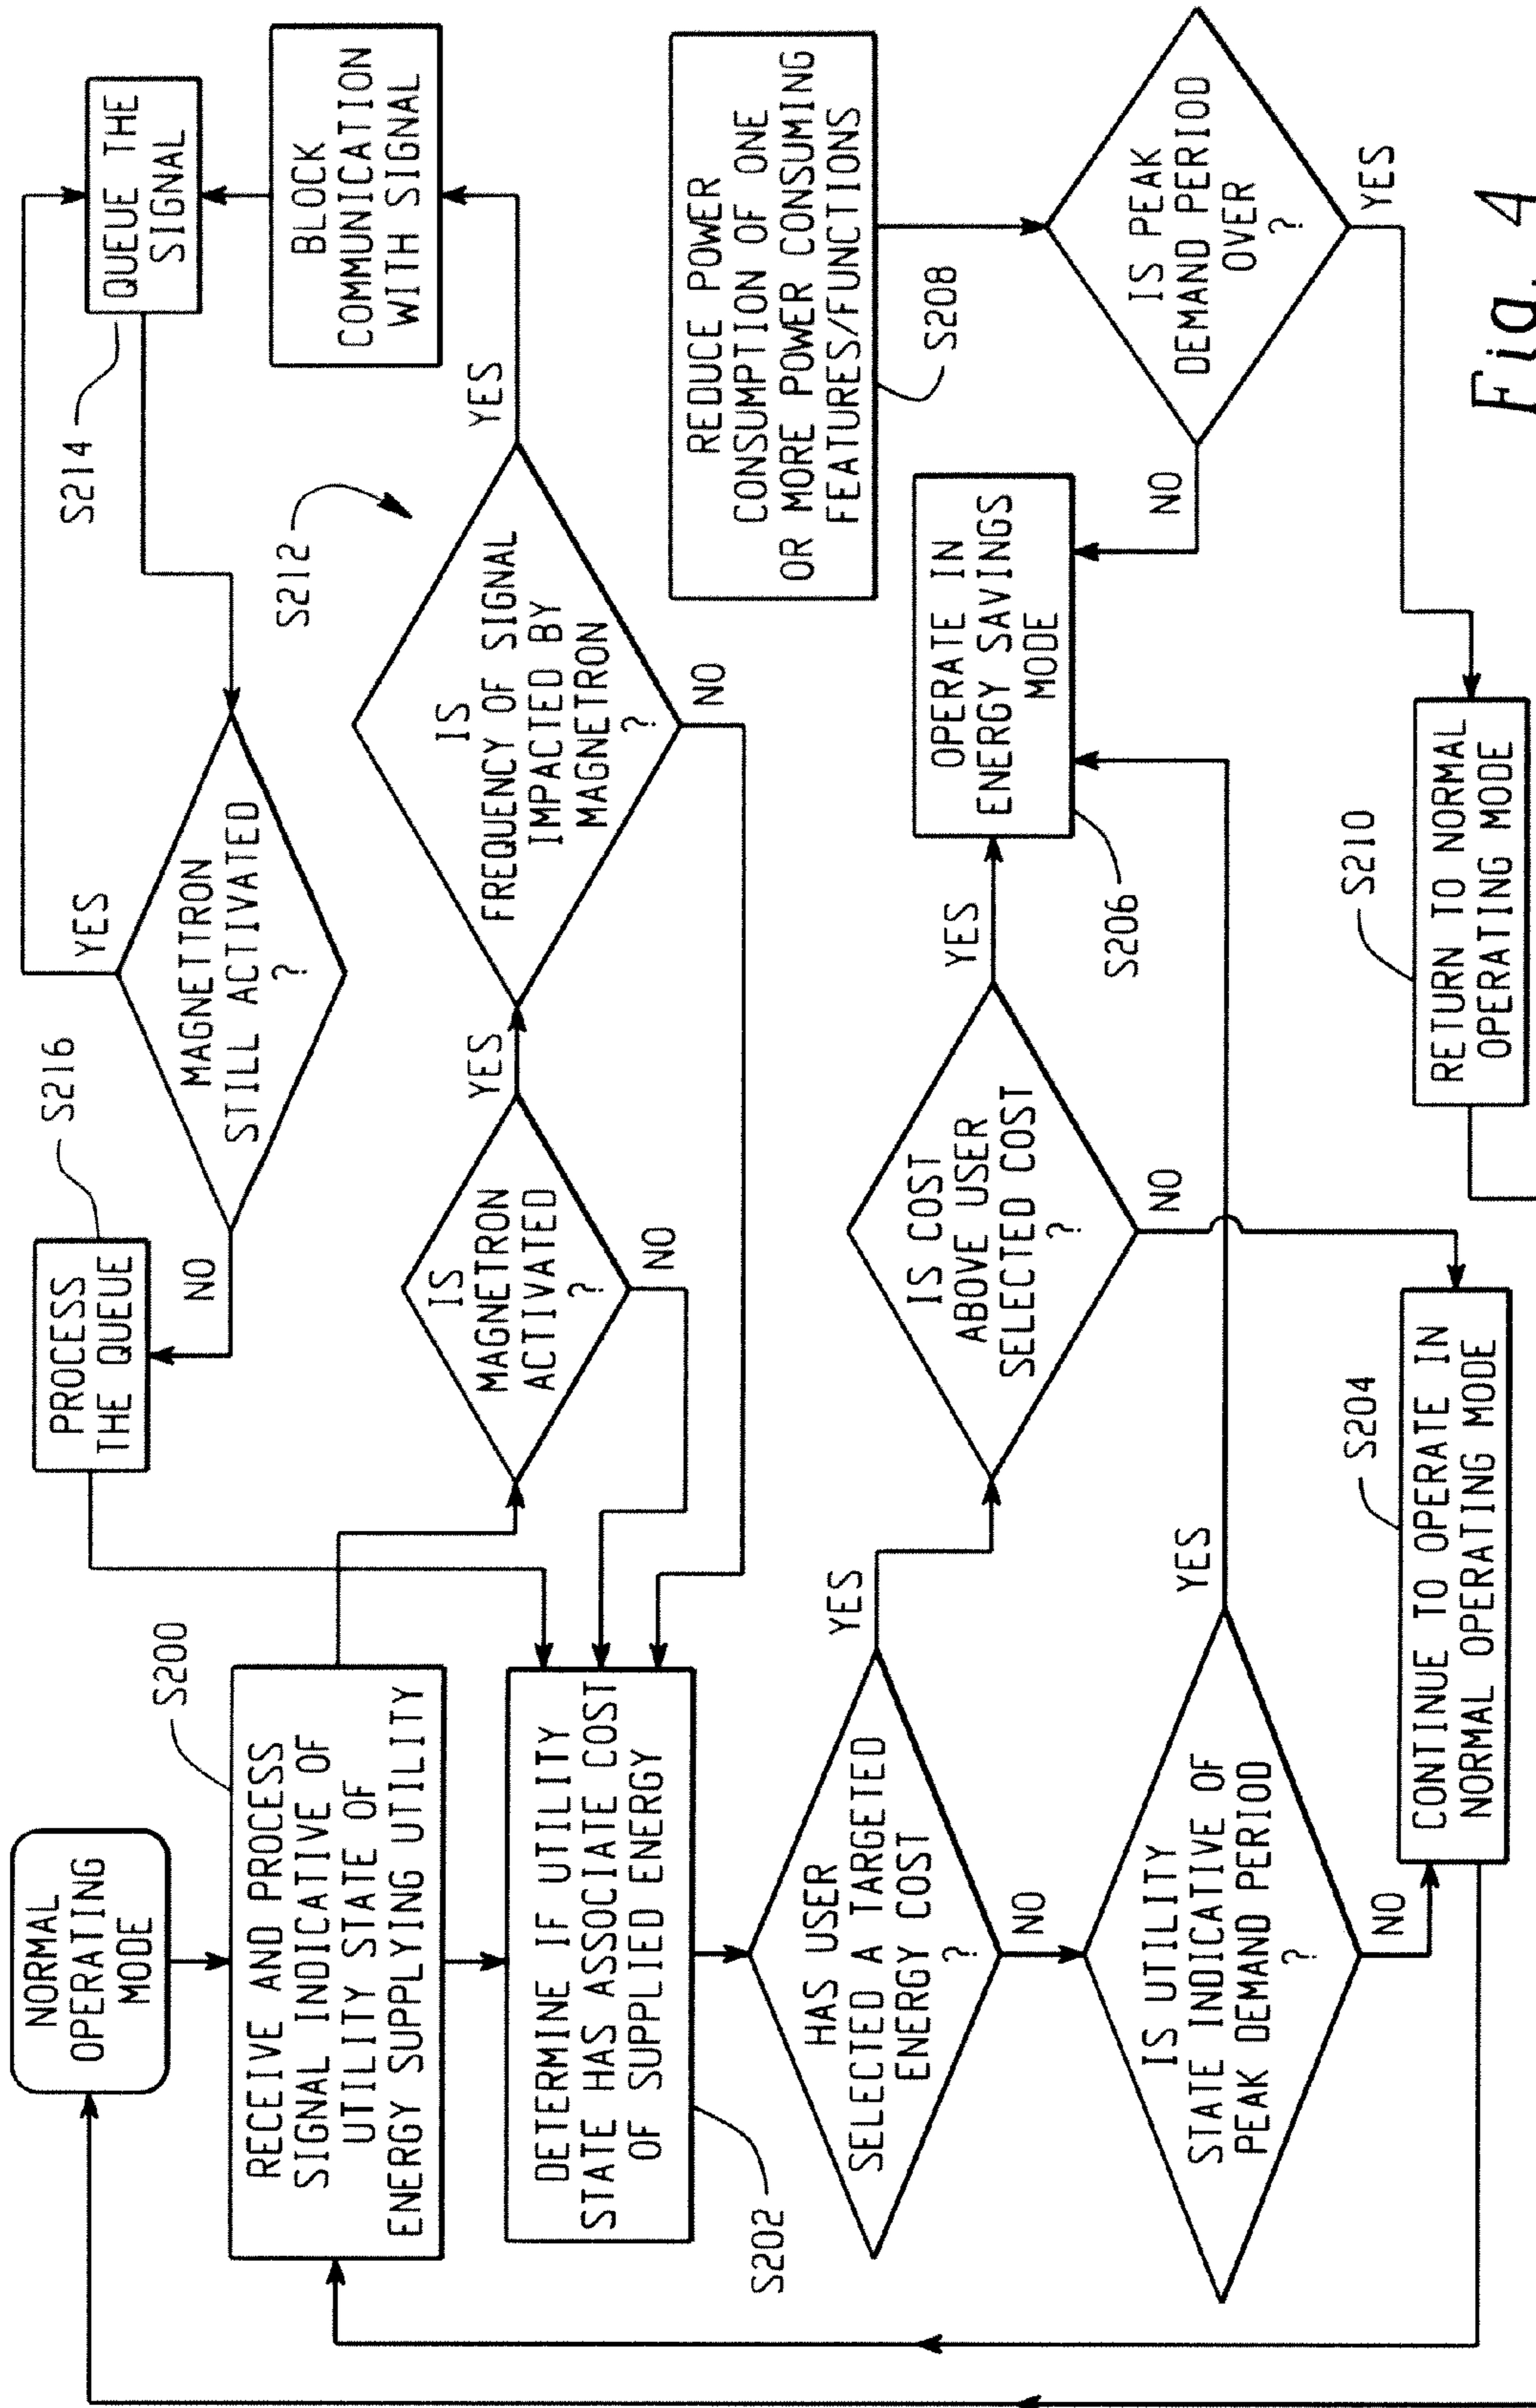 NORMAL
OPERATING
MODE
S200
RECEIVE AND PROCESS
SIGNAL INDICATIVE OF
UTILITY STATE OF
ENERGY SUPPLYING UTILITY
DETERMINE IF UTILITY
STATE HAS ASSOCIATE COST
OF SUPPLIED ENERGY
S202
HAS USER
SELECTED A TARGETED
ENERGY COST
?
YES
NO
IS UTILITY
STATE INDICATIVE OF
PEAK DEMAND PERIOD
?
YES
NO
S204
CONTINUE TO OPERATE IN
NORMAL OPERATING MODE
PROCESS
THE QUEUE
S216
NO
MAGNETTRON
STILL ACTIVATED
?
YES
IS
MAGNETRON
ACTIVATED
?
YES
NO
IS
FREQUENCY OF SIGNAL
IMPACTED BY
MAGNETRON
?
YES
NO
S212
S214
QUEUE THE
SIGNAL
BLOCK
COMMUNICATION
WITH SIGNAL
IS COST
ABOVE USER
SELECTED COST
?
YES
NO
OPERATE IN
ENERGY SAVINGS
MODE
S206
REDUCE POWER
CONSUMPTION OF ONE
OR MORE POWER CONSUMING
FEATURES/FUNCTIONS
S208
IS PEAK
DEMAND PERIOD
OVER
?
NO
YES
S210
RETURN TO NORMAL
OPERATING MODE
Fig. 4